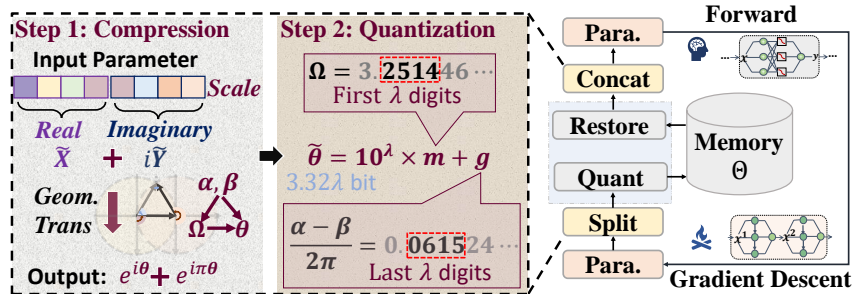 Step 1: Compression
Input Parameter
Scale
Real
Imaginary
X̃ + iỸ
Geom.
Trans
α, β
Ω
θ
Output: e^{iθ} + e^{iπθ}
Step 2: Quantization
Ω = 3.251446 ⋯
First λ digits
θ̃ = 10^λ × m + g
3.32λ bit
(α − β)/2π = 0.061524 ⋯
Last λ digits
Para.
Concat
Restore
Quant
Split
Para.
Forward
x
y
Memory
Θ
x^1
x^2
Gradient Descent